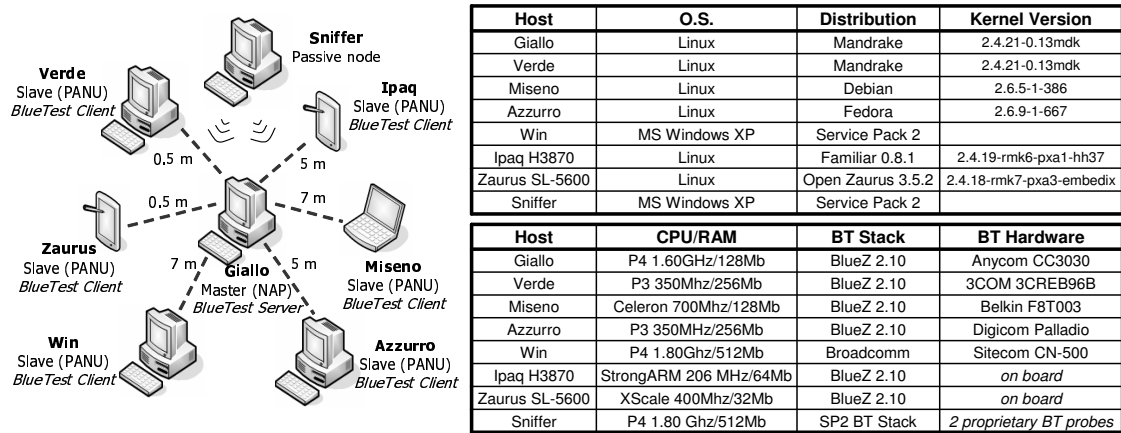 Sniffer
Passive node
Verde
Slave (PANU)
BlueTest Client
Ipaq
Slave (PANU)
BlueTest Client
0.5 m
5 m
0.5 m
7 m
Zaurus
Slave (PANU)
BlueTest Client
7 m
Giallo
Master (NAP)
BlueTest Server
5 m
Miseno
Slave (PANU)
BlueTest Client
Win
Slave (PANU)
BlueTest Client
Azzurro
Slave (PANU)
BlueTest Client
Host O.S. Distribution Kernel Version
Giallo Linux Mandrake 2.4.21-0.13mdk
Verde Linux Mandrake 2.4.21-0.13mdk
Miseno Linux Debian 2.6.5-1-386
Azzurro Linux Fedora 2.6.9-1-667
Win MS Windows XP Service Pack 2
Ipaq H3870 Linux Familiar 0.8.1 2.4.19-rmk6-pxa1-hh37
Zaurus SL-5600 Linux Open Zaurus 3.5.2 2.4.18-rmk7-pxa3-embedix
Sniffer MS Windows XP Service Pack 2
Host CPU/RAM BT Stack BT Hardware
Giallo P4 1.60GHz/128Mb BlueZ 2.10 Anycom CC3030
Verde P3 350Mhz/256Mb BlueZ 2.10 3COM 3CREB96B
Miseno Celeron 700Mhz/128Mb BlueZ 2.10 Belkin F8T003
Azzurro P3 350MHz/256Mb BlueZ 2.10 Digicom Palladio
Win P4 1.80Ghz/512Mb Broadcomm Sitecom CN-500
Ipaq H3870 StrongARM 206 MHz/64Mb BlueZ 2.10 on board
Zaurus SL-5600 XScale 400Mhz/32Mb BlueZ 2.10 on board
Sniffer P4 1.80 Ghz/512Mb SP2 BT Stack 2 proprietary BT probes